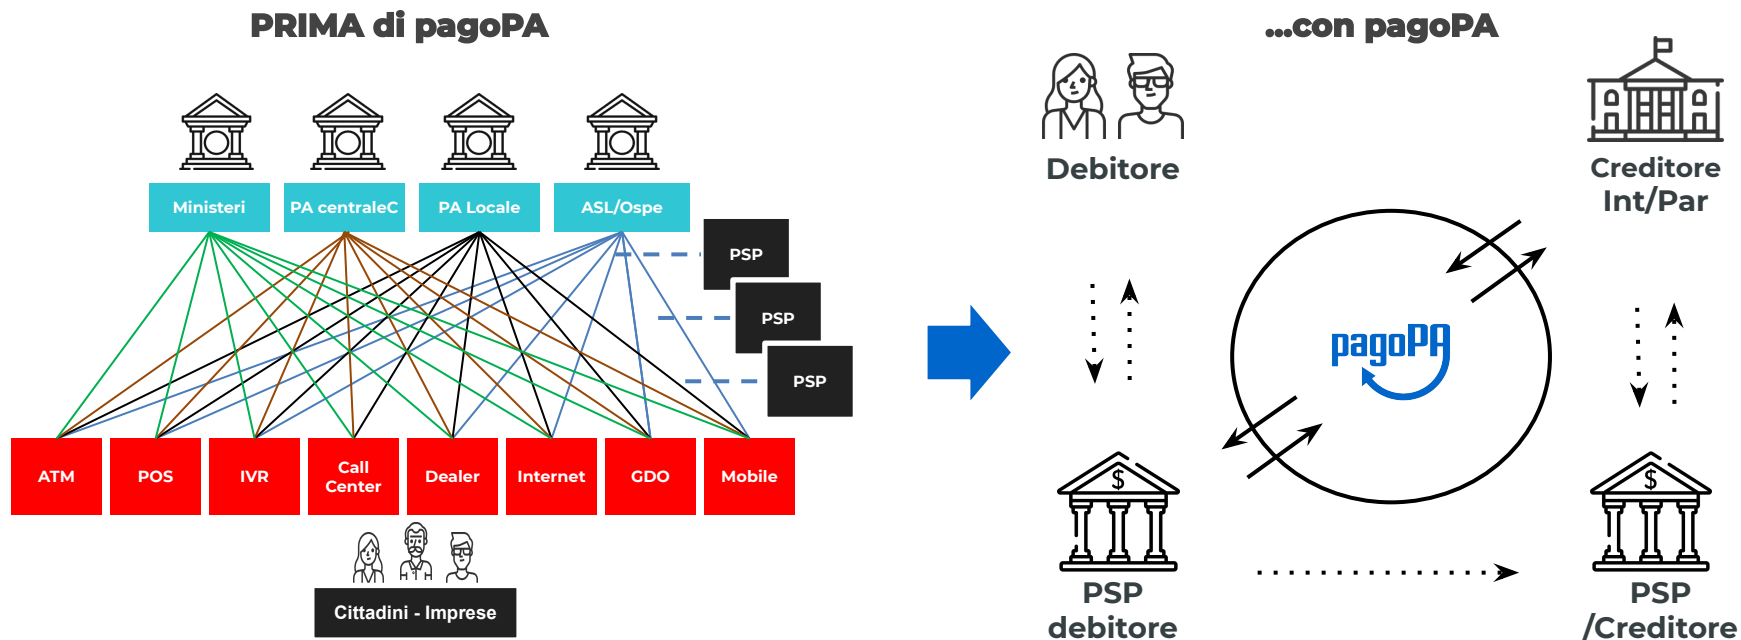 PRIMA di pagoPA
Ministeri
PA centraleC
PA Locale
ASL/Ospe
PSP
PSP
PSP
ATM
POS
IVR
Call
Center
Dealer
Internet
GDO
Mobile
Cittadini - Imprese
...con pagoPA
Debitore
Creditore
Int/Par
pagoPA
$
PSP
debitore
$
PSP
/Creditore